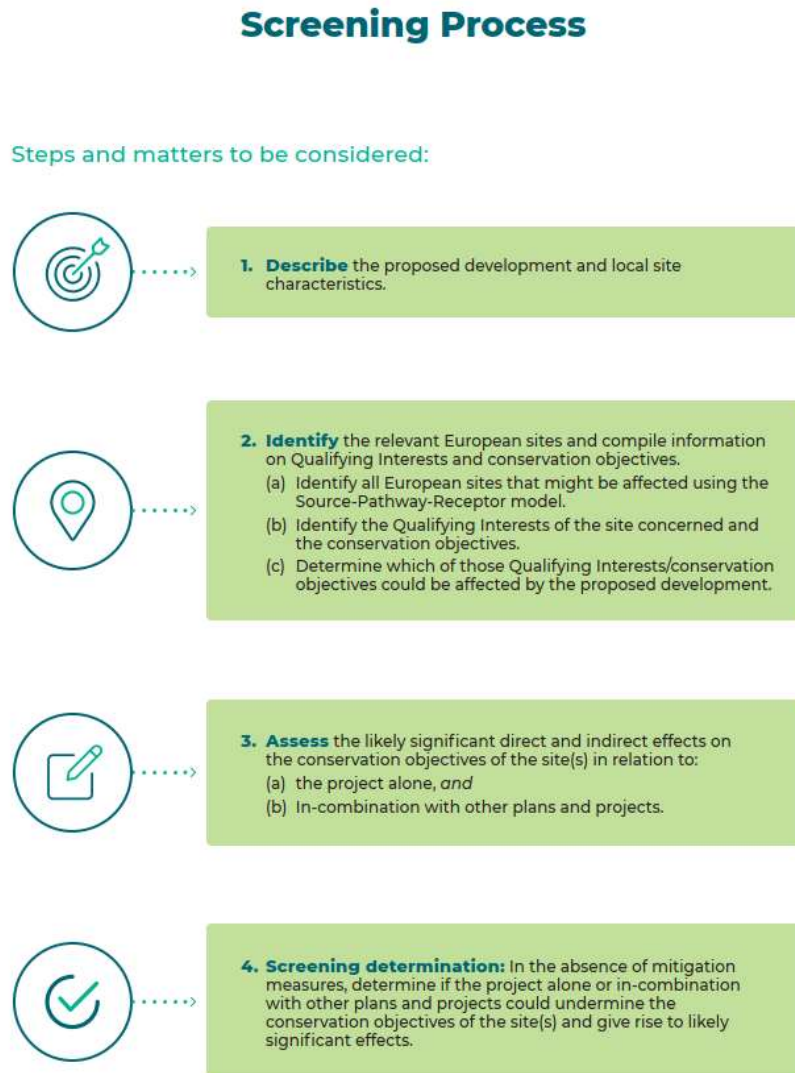 Screening Process
Steps and matters to be considered:
1. Describe the proposed development and local site
characteristics.
2. Identify the relevant European sites and compile information
on Qualifying Interests and conservation objectives.
(a) Identify all European sites that might be affected using the
Source-Pathway-Receptor model.
(b) Identify the Qualifying Interests of the site concerned and
the conservation objectives.
(c) Determine which of those Qualifying Interests/conservation
objectives could be affected by the proposed development.
3. Assess the likely significant direct and indirect effects on
the conservation objectives of the site(s) in relation to:
(a) the project alone, and
(b) In-combination with other plans and projects.
4. Screening determination: In the absence of mitigation
measures, determine if the project alone or in-combination
with other plans and projects could undermine the
conservation objectives of the site(s) and give rise to likely
significant effects.